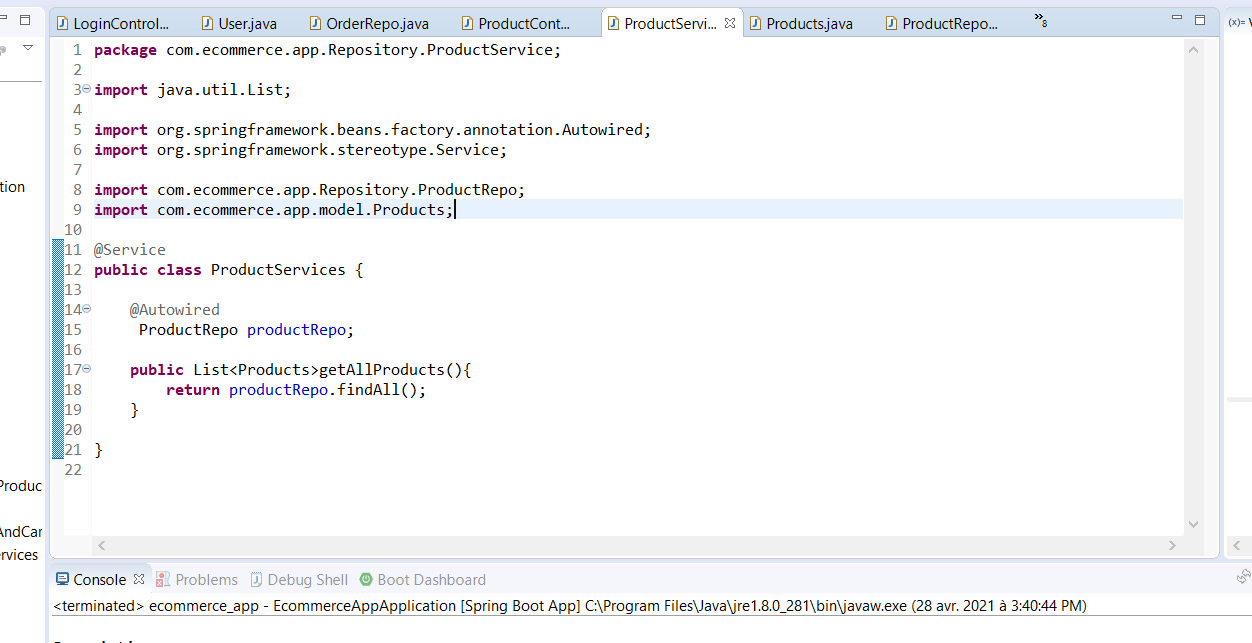 LoginControl... User.java OrderRepo.java ProductCont... ProductServi... Products.java ProductRepo... »8 (x)=
1 package com.ecommerce.app.Repository.ProductService;
2
3 import java.util.List;
4
5 import org.springframework.beans.factory.annotation.Autowired;
6 import org.springframework.stereotype.Service;
7
8 import com.ecommerce.app.Repository.ProductRepo;
9 import com.ecommerce.app.model.Products;
10
11 @Service
12 public class ProductServices {
13
14 @Autowired
15 ProductRepo productRepo;
16
17 public List<Products>getAllProducts(){
18 return productRepo.findAll();
19 }
20
21 }
22
tion
Produc
AndCar
rvices
Console Problems Debug Shell Boot Dashboard
<terminated> ecommerce_app - EcommerceAppApplication [Spring Boot App] C:\Program Files\Java\jre1.8.0_281\bin\javaw.exe (28 avr. 2021 à 3:40:44 PM)